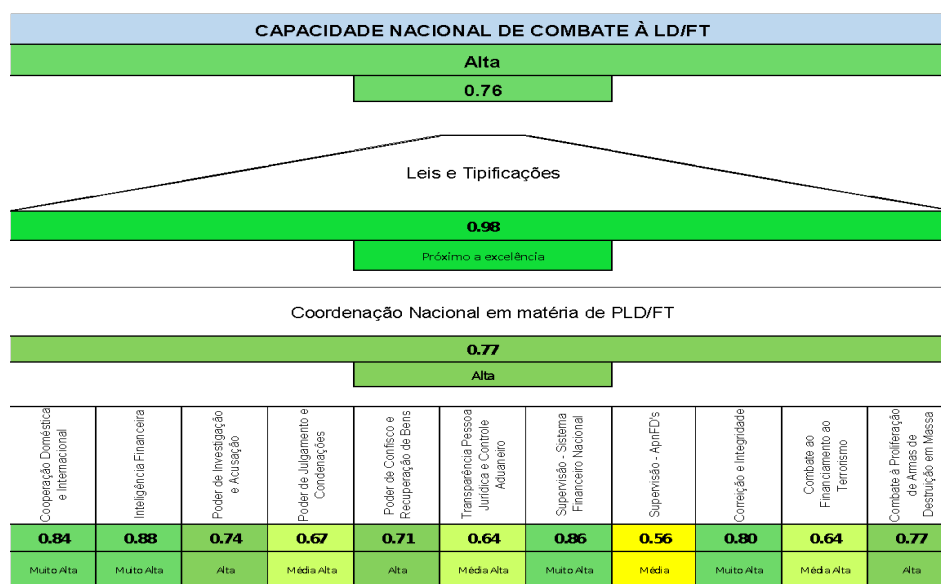 CAPACIDADE NACIONAL DE COMBATE À LD/FT
Alta
0.76
Leis e Tipificações
0.98
Próximo a excelência
Coordenação Nacional em matéria de PLD/FT
0.77
Alta
Cooperação Doméstica
e Internacional
Inteligência Financeira
Poder de Investigação
e Acusação
Poder de Julgamento e
Condenações
Poder de Confisco e
Recuperação de Bens
Transparência Pessoa
Jurídica e Controle
Aduaneiro
Supervisão - Sistema
Financeiro Nacional
Supervisão - ApnFD's
Correição e Integridade
Combate ao
Financiamento ao
Terrorismo
Combate à Proliferação
de Armas de
Destruição em Massa
0.84 0.88 0.74 0.67 0.71 0.64 0.86 0.56 0.80 0.64 0.77
Muito Alta Muito Alta Alta Média Alta Alta Média Alta Muito Alta Média Muito Alta Média Alta Alta